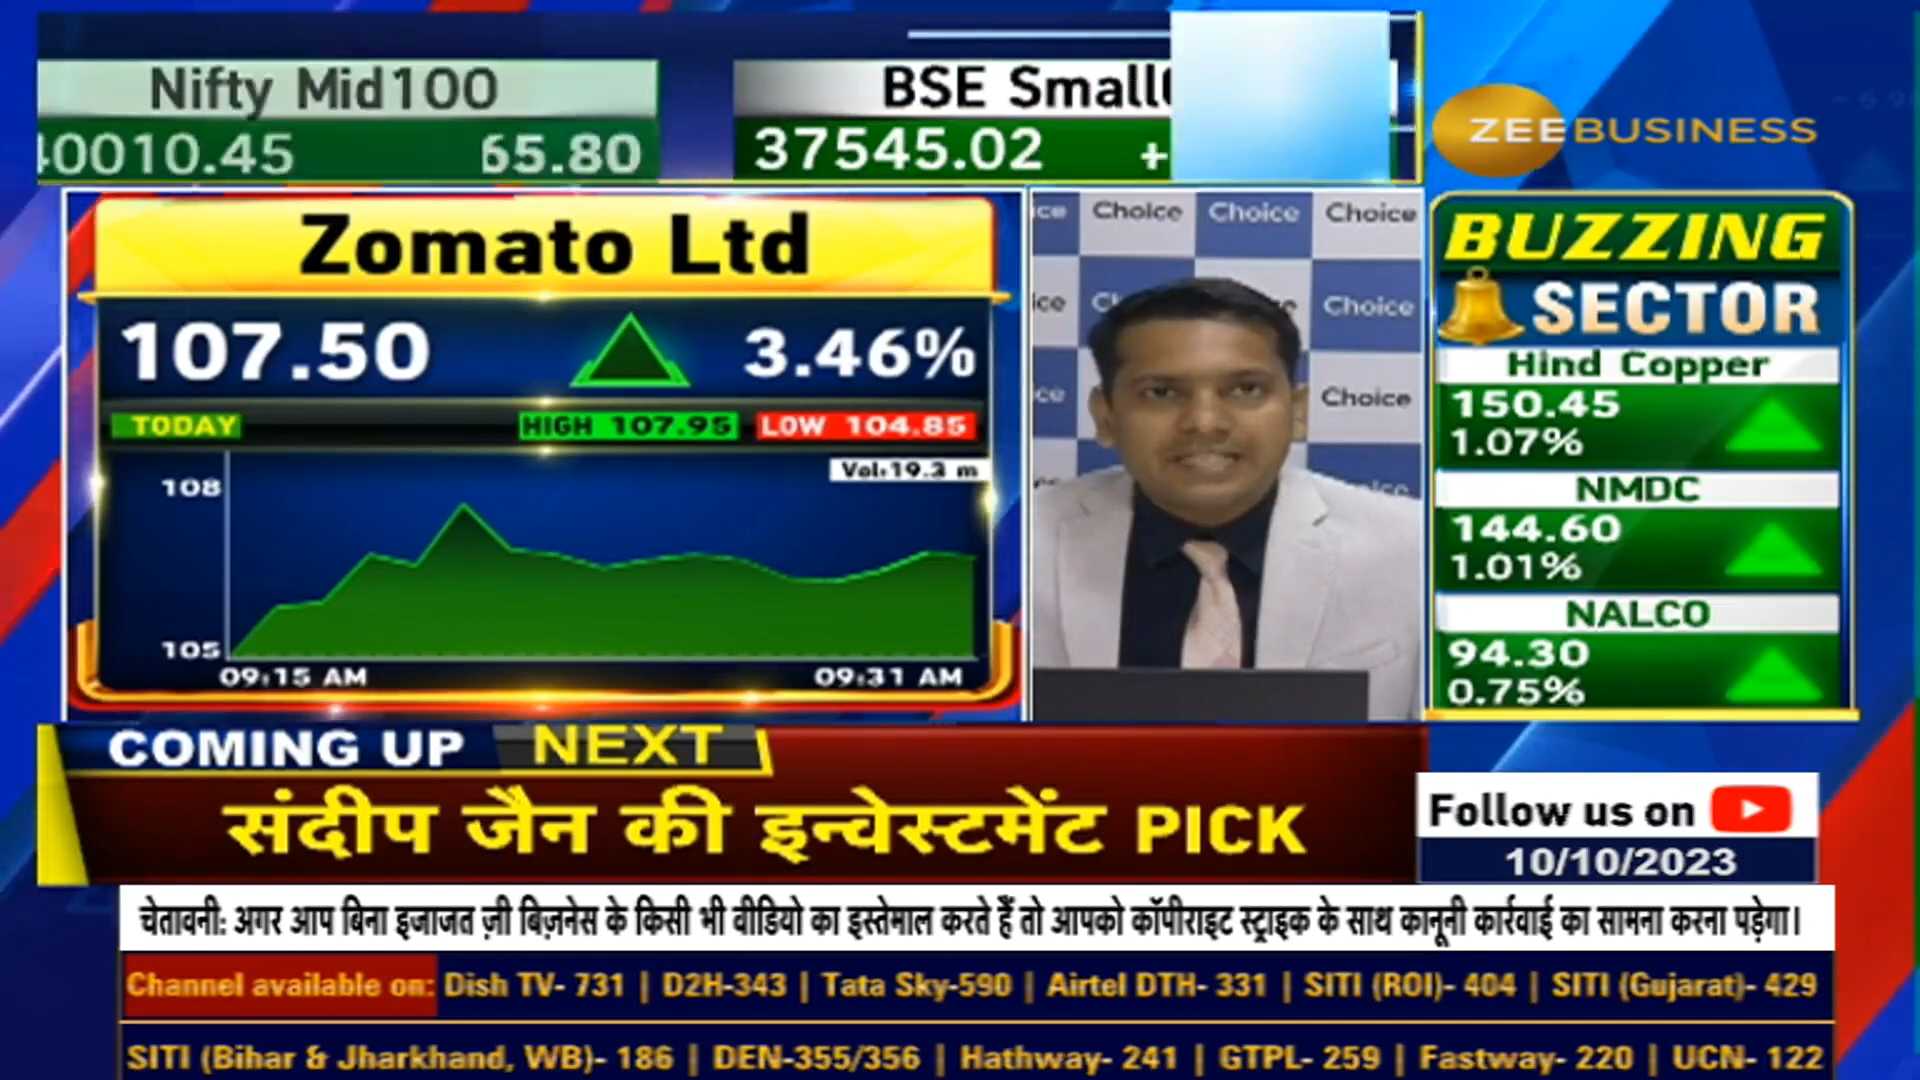 Nifty Mid100
40010.45 65.80
BSE Small
37545.02 +
ZEEBUSINESS
Zomato Ltd
107.50 3.46%
TODAY HIGH 107.95 LOW 104.85
Vol:19.3 m
108
105
09:15 AM 09:31 AM
Choice Choice Choice
Choice
Choice
BUZZING
SECTOR
Hind Copper
150.45
1.07%
NMDC
144.60
1.01%
NALCO
94.30
0.75%
COMING UP NEXT
संदीप जैन की इन्वेस्टमेंट PICK
Follow us on
10/10/2023
चेतावनी: अगर आप बिना इजाजत ज़ी बिज़नेस के किसी भी वीडियो का इस्तेमाल करते हैं तो आपको कॉपीराइट स्ट्राइक के साथ कानूनी कार्रवाई का सामना करना पड़ेगा।
Channel available on: Dish TV- 731 | D2H-343 | Tata Sky-590 | Airtel DTH- 331 | SITI (ROI)- 404 | SITI (Gujarat)- 429
SITI (Bihar & Jharkhand, WB)- 186 | DEN-355/356 | Hathway- 241 | GTPL- 259 | Fastway- 220 | UCN- 122